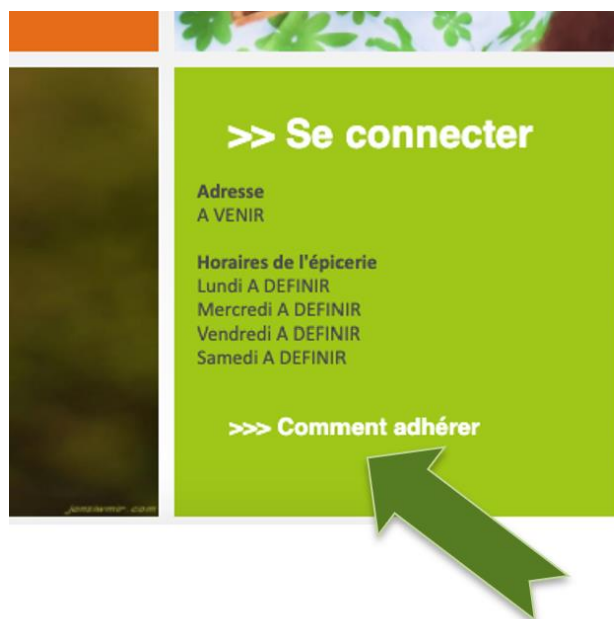 >> Se connecter
Adresse
A VENIR
Horaires de l'épicerie
Lundi A DEFINIR
Mercredi A DEFINIR
Vendredi A DEFINIR
Samedi A DEFINIR
>>> Comment adhérer